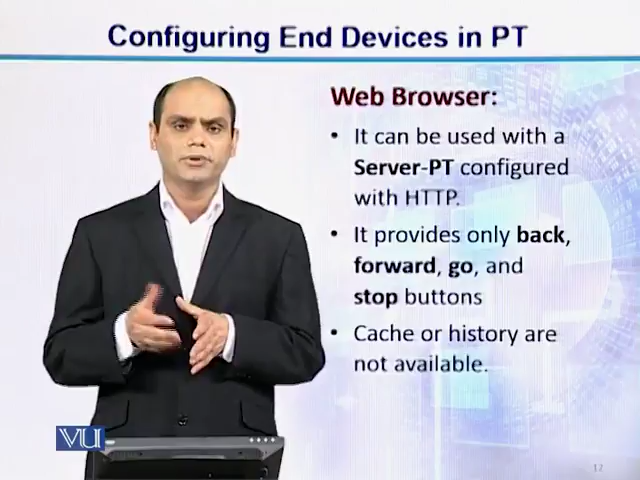 Configuring End Devices in PT
Web Browser:
• It can be used with a
Server-PT configured
with HTTP.
• It provides only back,
forward, go, and
stop buttons
• Cache or history are
not available.
VU
12